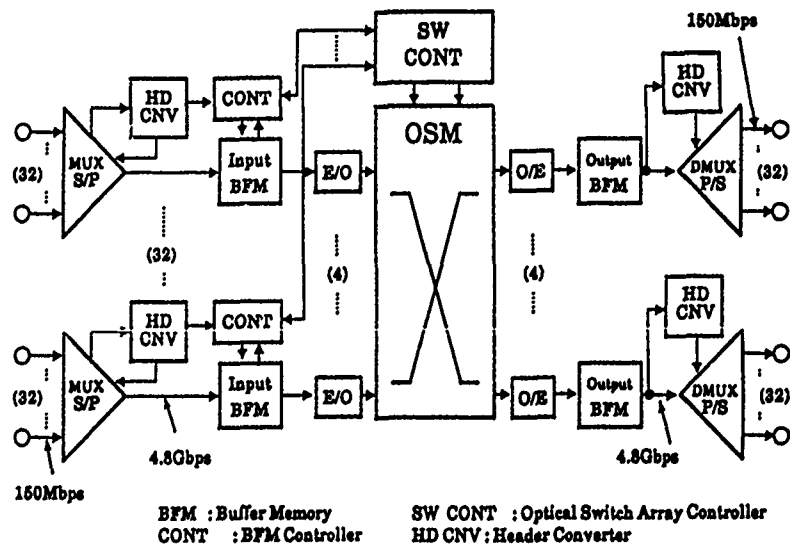 150Mbps
SW
CONT
HD
CNV
CONT
HD
CNV
MUX
S/P
(32)
Input
BFM
E/O
OSM
O/E
Output
BFM
DMUX
P/S
(32)
(32)
(4)
(4)
HD
CNV
CONT
HD
CNV
MUX
S/P
(32)
Input
BFM
E/O
O/E
Output
BFM
DMUX
P/S
(32)
4.8Gbps
4.8Gbps
150Mbps
BFM : Buffer Memory
SW CONT : Optical Switch Array Controller
CONT : BFM Controller
HD CNV : Header Converter